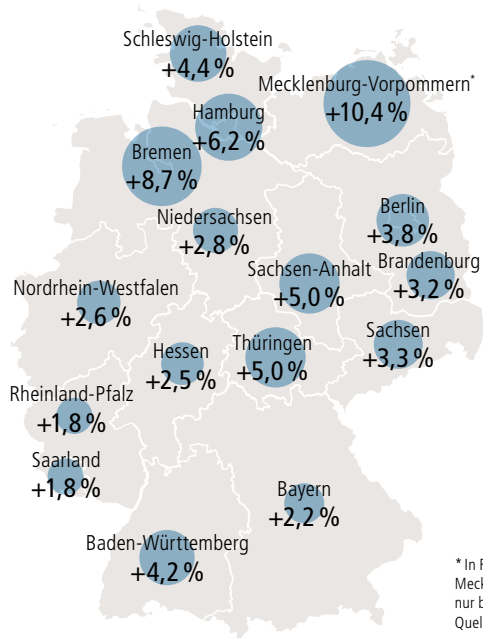 Schleswig-Holstein
+4,4 %
Mecklenburg-Vorpommern*
+10,4 %
Hamburg
+6,2 %
Bremen
+8,7 %
Berlin
+3,8 %
Niedersachsen
+2,8 %
Sachsen-Anhalt
+5,0 %
Brandenburg
+3,2 %
Nordrhein-Westfalen
+2,6 %
Sachsen
+3,3 %
Thüringen
+5,0 %
Hessen
+2,5 %
Rheinland-Pfalz
+1,8 %
Saarland
+1,8 %
Bayern
+2,2 %
Baden-Württemberg
+4,2 %
* In
nur